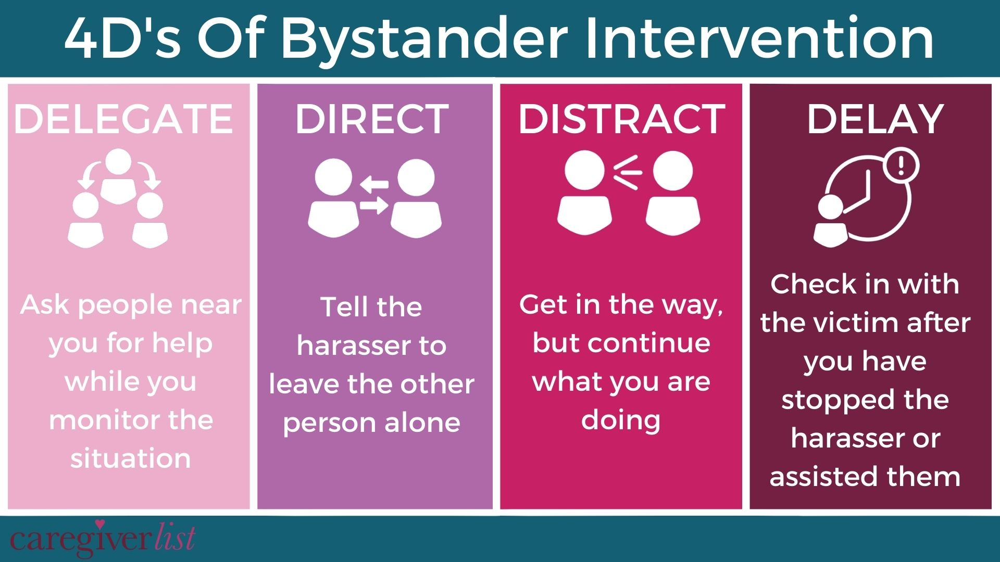 4D's Of Bystander Intervention
DELEGATE
Ask people near
you for help
while you
monitor the
situation
DIRECT
Tell the
harasser to
leave the other
person alone
DISTRACT
Get in the way,
but continue
what you are
doing
DELAY
!
Check in with
the victim after
you have
stopped the
harasser or
assisted them
caregiverlist